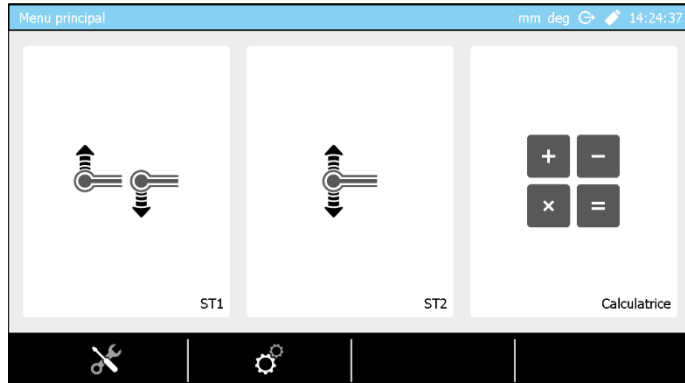 Menu principal
mm deg 14:24:37
ST1
ST2
+ -
× =
Calculatrice